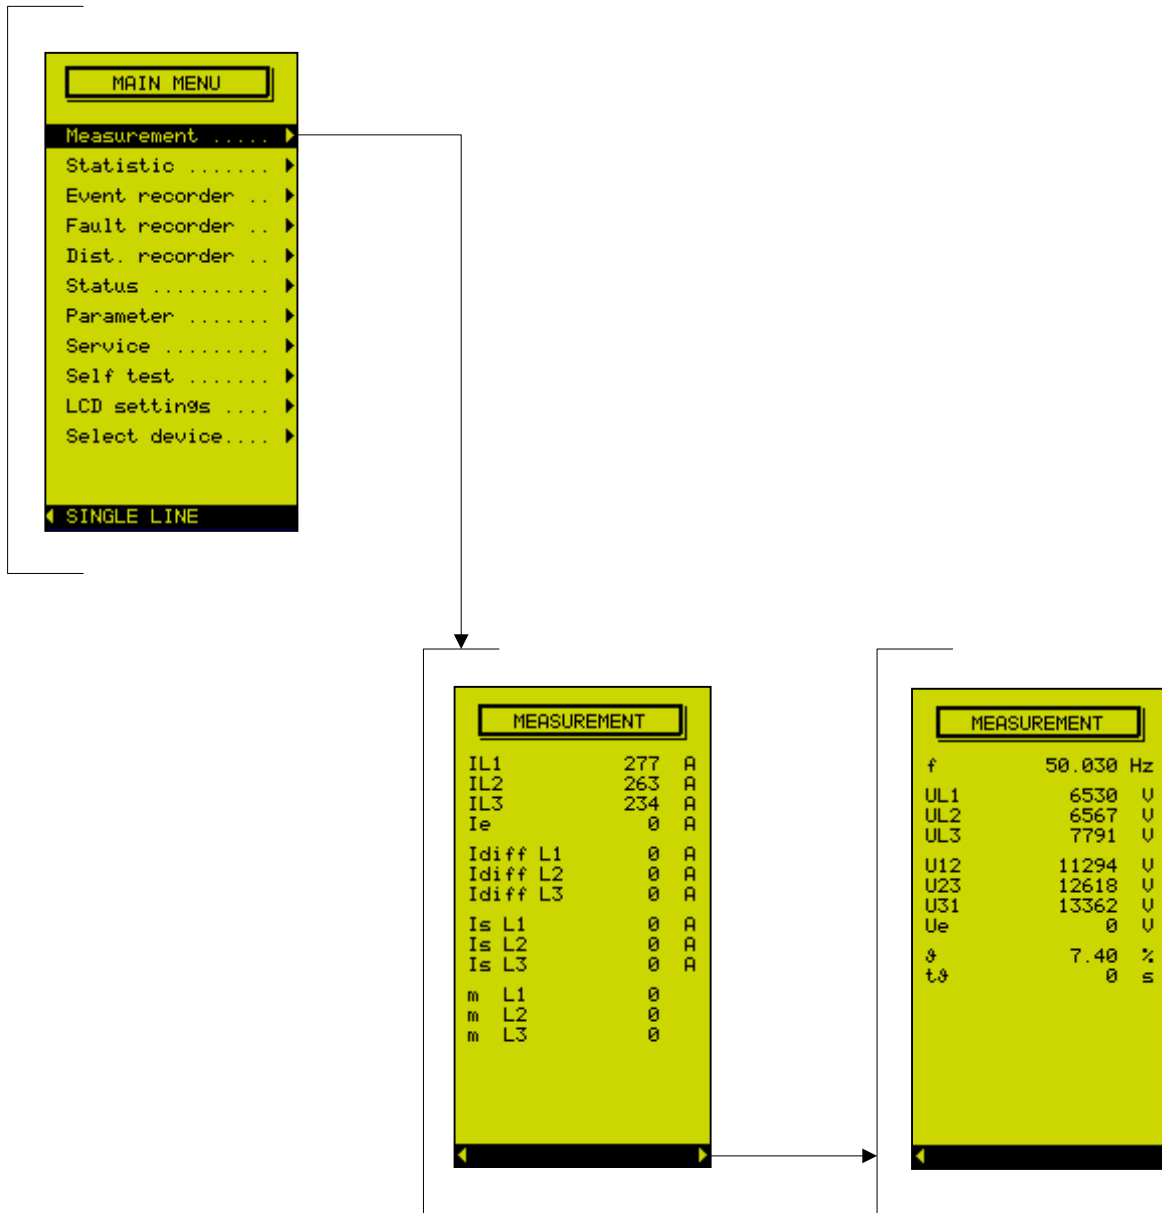 MAIN MENU
Measurement .....
Statistic .......
Event recorder ..
Fault recorder ..
Dist. recorder ..
Status ..........
Parameter .......
Service .........
Self test .......
LCD settings ....
Select device....
SINGLE LINE
MEASUREMENT
IL1 277 A
IL2 263 A
IL3 234 A
Ie 0 A
Idiff L1 0 A
Idiff L2 0 A
Idiff L3 0 A
Is L1 0 A
Is L2 0 A
Is L3 0 A
m L1 0
m L2 0
m L3 0
MEASUREMENT
f 50.030 Hz
UL1 6530 V
UL2 6567 V
UL3 7791 V
U12 11294 V
U23 12618 V
U31 13362 V
Ue 0 V
ϑ 7.40 %
tϑ 0 s